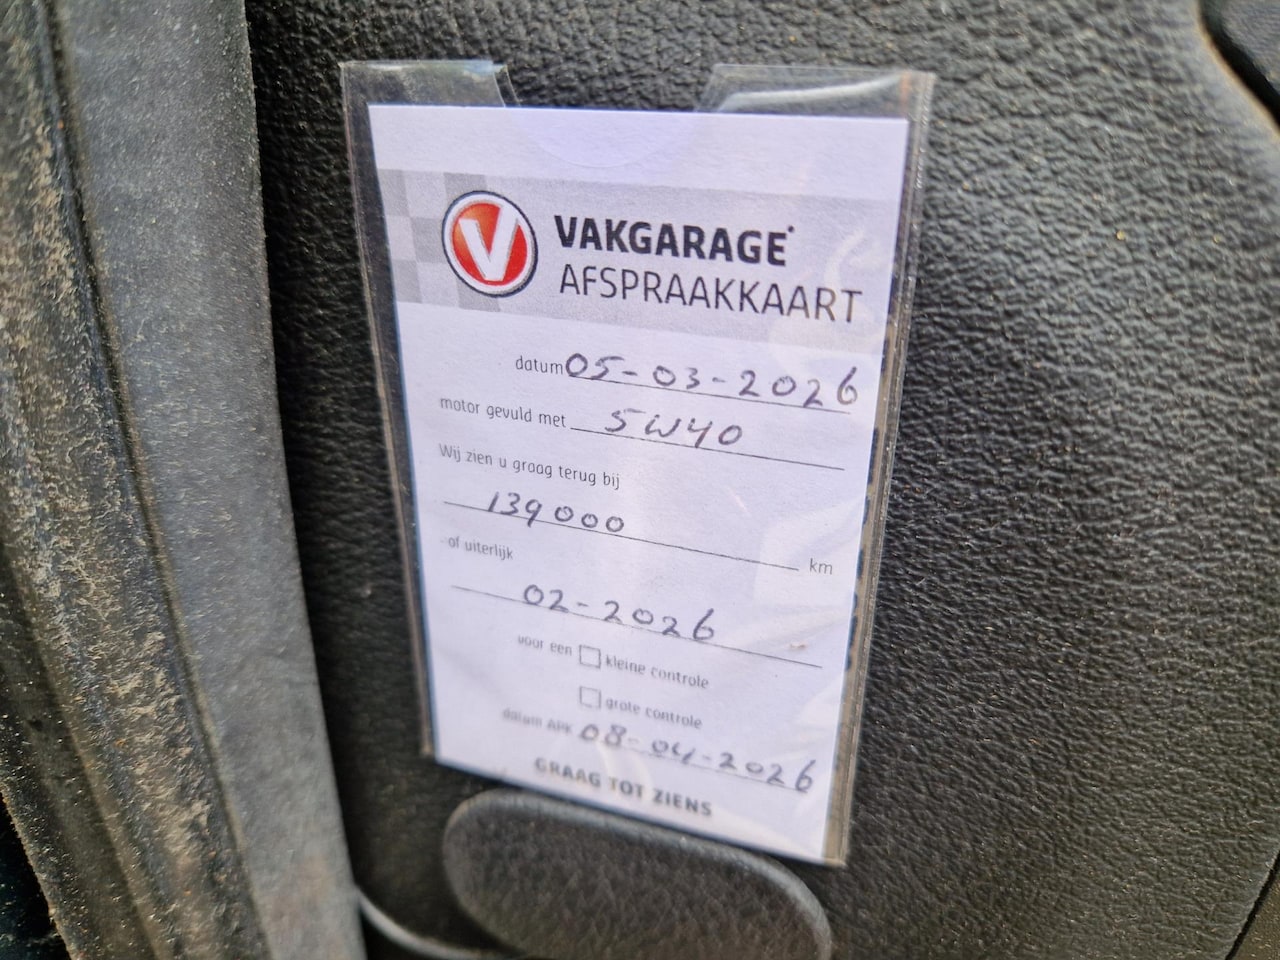 V
VAKGARAGE
AFSPRAAKKAART
datum 05-03-2026
motor gevuld met 5W40
Wij zien u graag terug bij
139000 km
of uiterlijk
02-2026
voor een kleine controle
grote controle
datum APK 08-04-2026
GRAAG TOT ZIENS